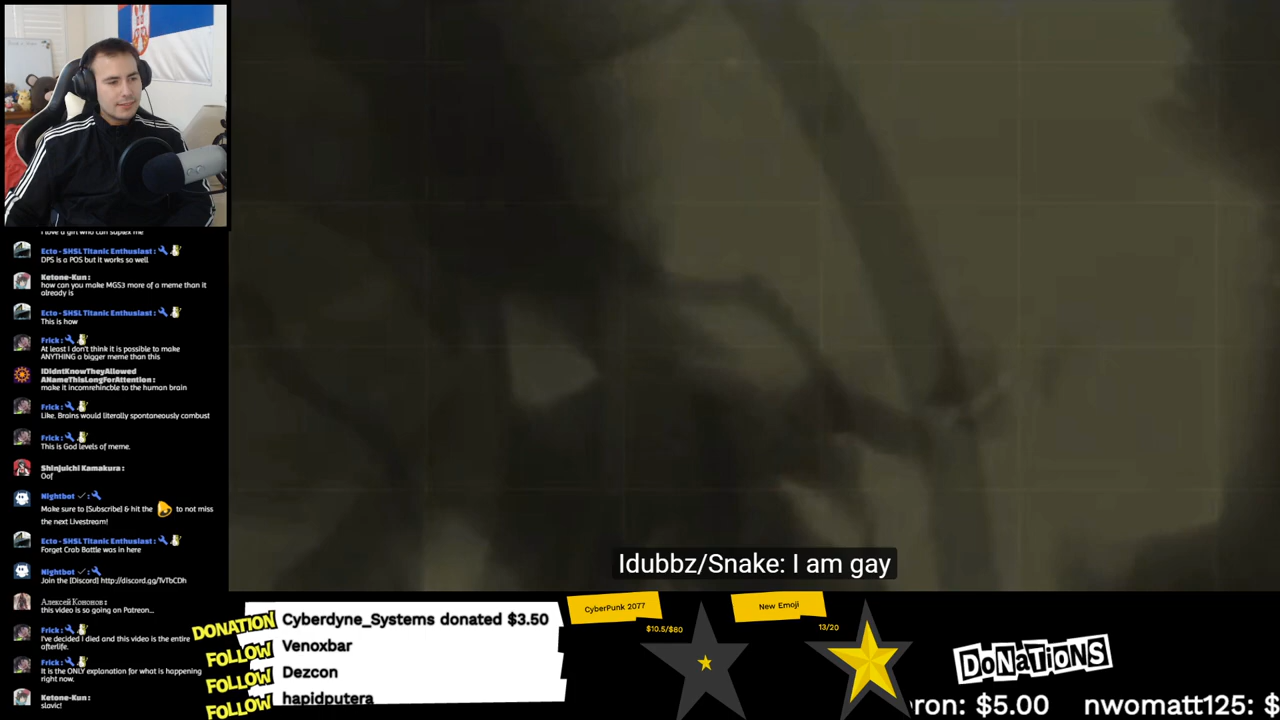 I love a girl who can suplex me
Ecto - SHSL Titanic Enthusiast :
DPS is a POS but it works so well
Ketone-Kun :
how can you make MGS3 more of a meme than it
already is
Ecto - SHSL Titanic Enthusiast :
This is how
Frick :
At least I don't think it is possible to make
ANYTHING a bigger meme than this
IDidntKnowTheyAllowed
ANameThisLongForAttention :
make it incomrehincble to the human brain
Frick :
Like, Brains would literally spontaneously combust
Frick :
This is God levels of meme.
Shinjuichi Kamakura :
Oof
Nightbot ✓ :
Make sure to [Subscribe] & hit the to not miss
the next Livestream!
Ecto - SHSL Titanic Enthusiast :
Forget Crab Battle was in here
Nightbot ✓ :
Join the [Discord] http://discord.gg/TvTbCDh
Алексей Кононов :
this video is so going on Patreon...
Frick :
I've decided I died and this video is the entire
afterlife.
Frick :
It is the ONLY explanation for what is happening
right now.
Ketone-Kun :
slavic!
Idubbz/Snake: I am gay
DONATION Cyberdyne_Systems donated $3.50
FOLLOW Venoxbar
FOLLOW Dezcon
FOLLOW hapidputera
CyberPunk 2077
$10.5/$80
New Emoji
13/20
DONATIONS
ron: $5.00 nwomatt125: $